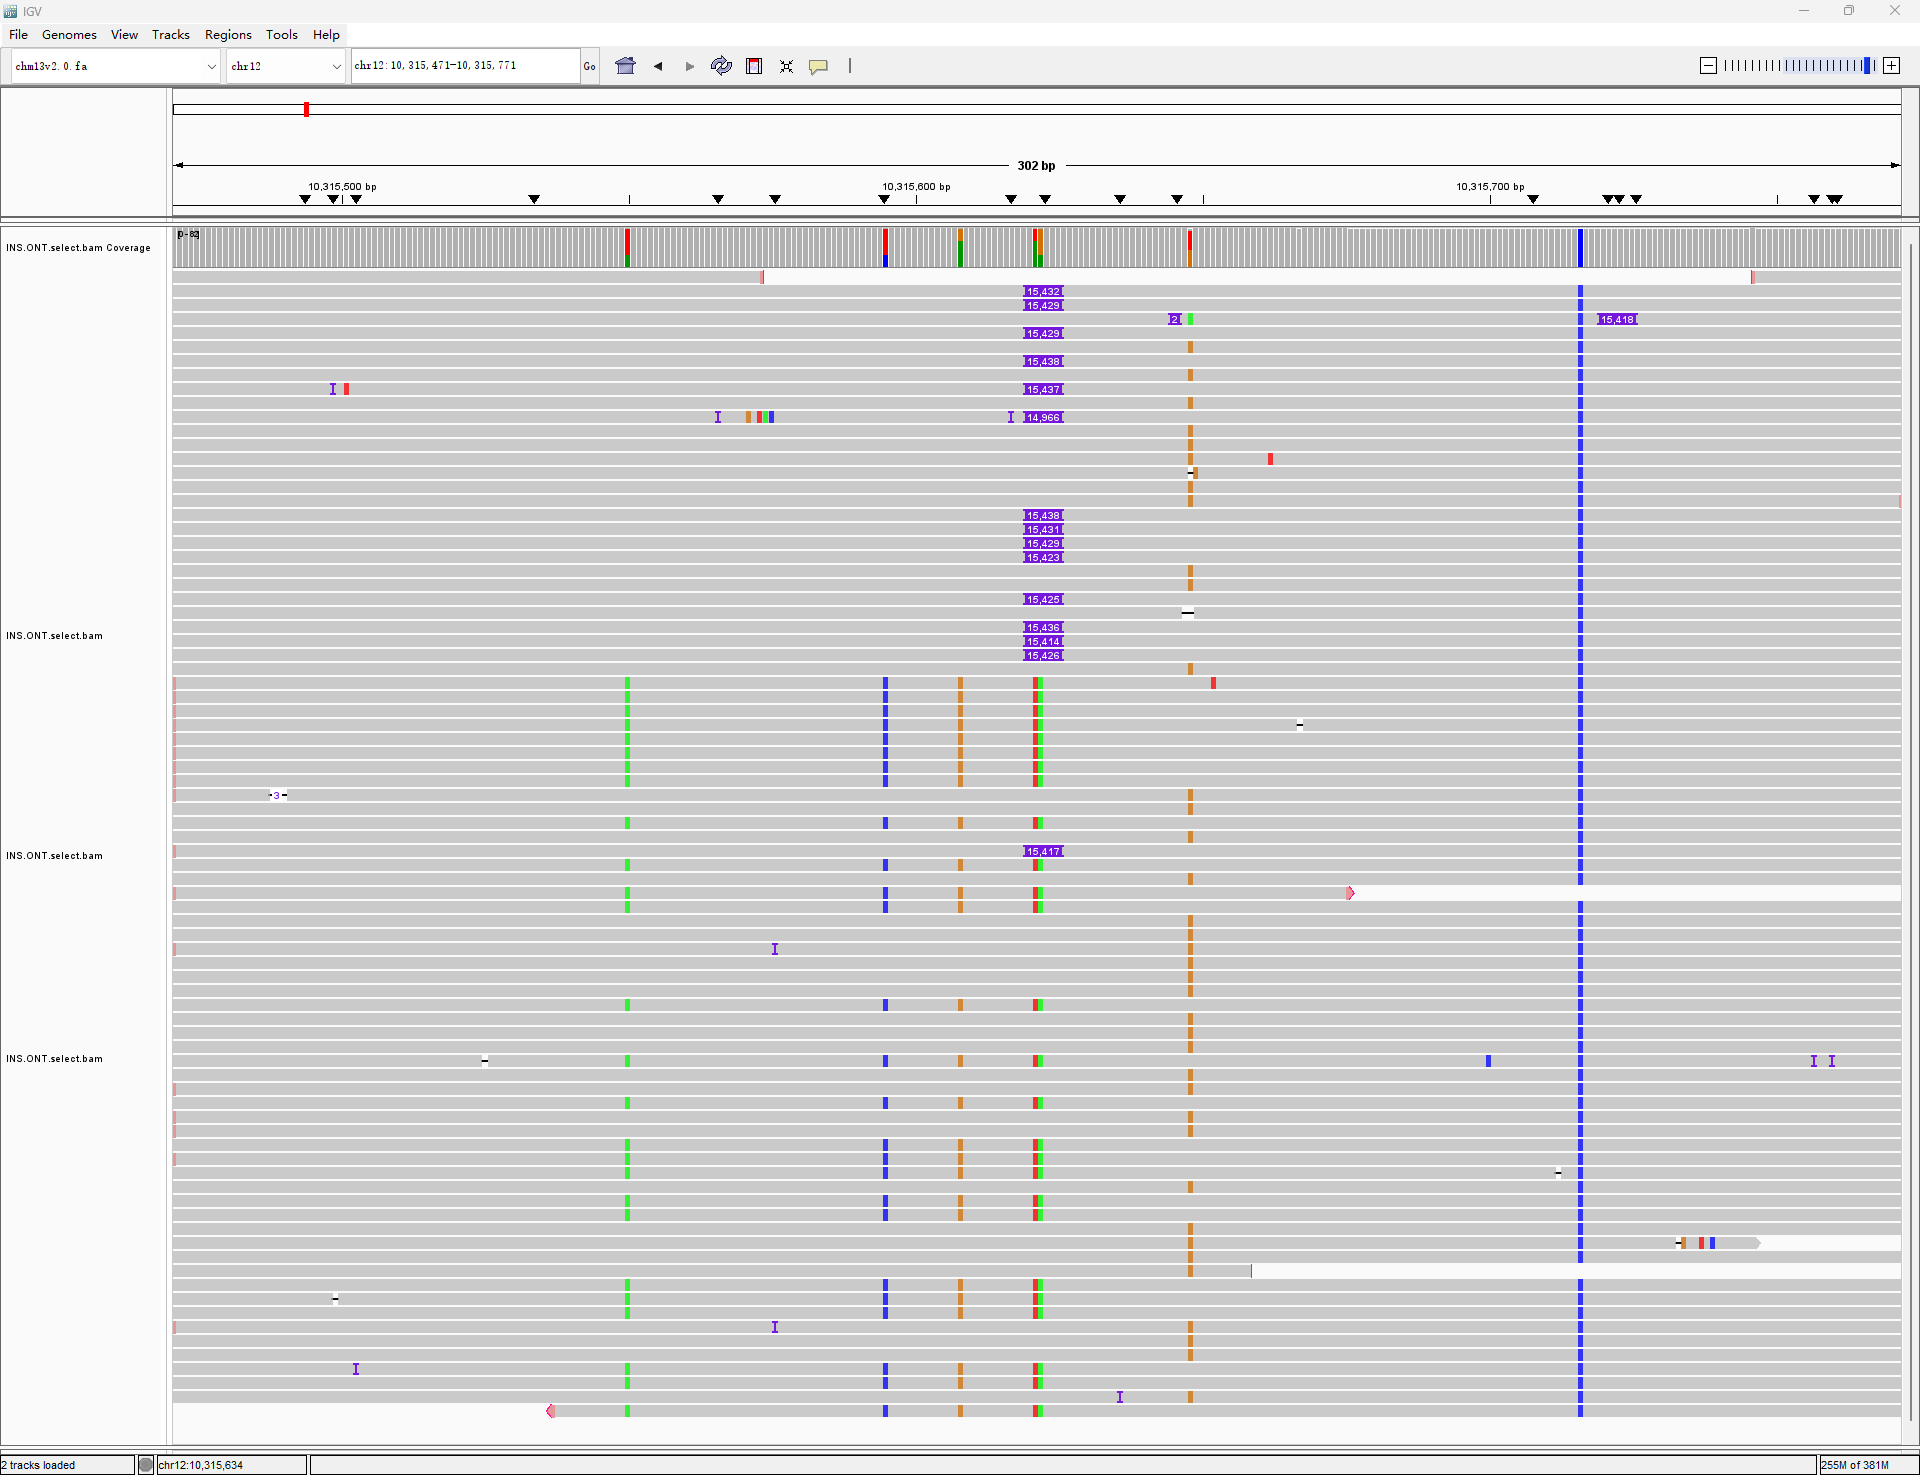 IGV
File Genomes View Tracks Regions Tools Help
chm13v2.0.fa chr12 chr12:10,315,471-10,315,771 Go
302 bp
10,315,500 bp 10,315,600 bp 10,315,700 bp
[0 - 82]
INS.ONT.select.bam Coverage
15,432
15,429
2 15,418
15,429
15,438
15,437
14,966
15,438
15,431
15,429
15,423
15,425
15,436
INS.ONT.select.bam
15,414
15,426
3
15,417
INS.ONT.select.bam
INS.ONT.select.bam
2 tracks loaded chr12:10,315,634 255M of 381M